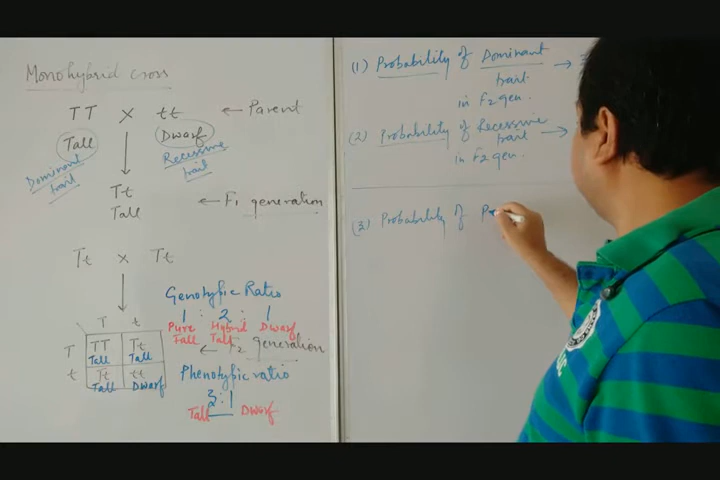 Monohybrid cross
TT × tt ← Parent
Tall Dwarf
Dominant trait
Recessive trait
Tt
Tall
← F1 generation
Tt × Tt
Genotypic Ratio
1 : 2 : 1
Pure Tall Hybrid Tall Dwarf
← F2 generation
T t
T TT Tt
Tall Tall
t Tt tt
Tall Dwarf
Phenotypic ratio
3:1
Tall Dwarf
(1) Probability of Dominant →
trait
in F2 gen.
(2) Probability of Recessive →
trait
in F2 gen.
(3) Probability of